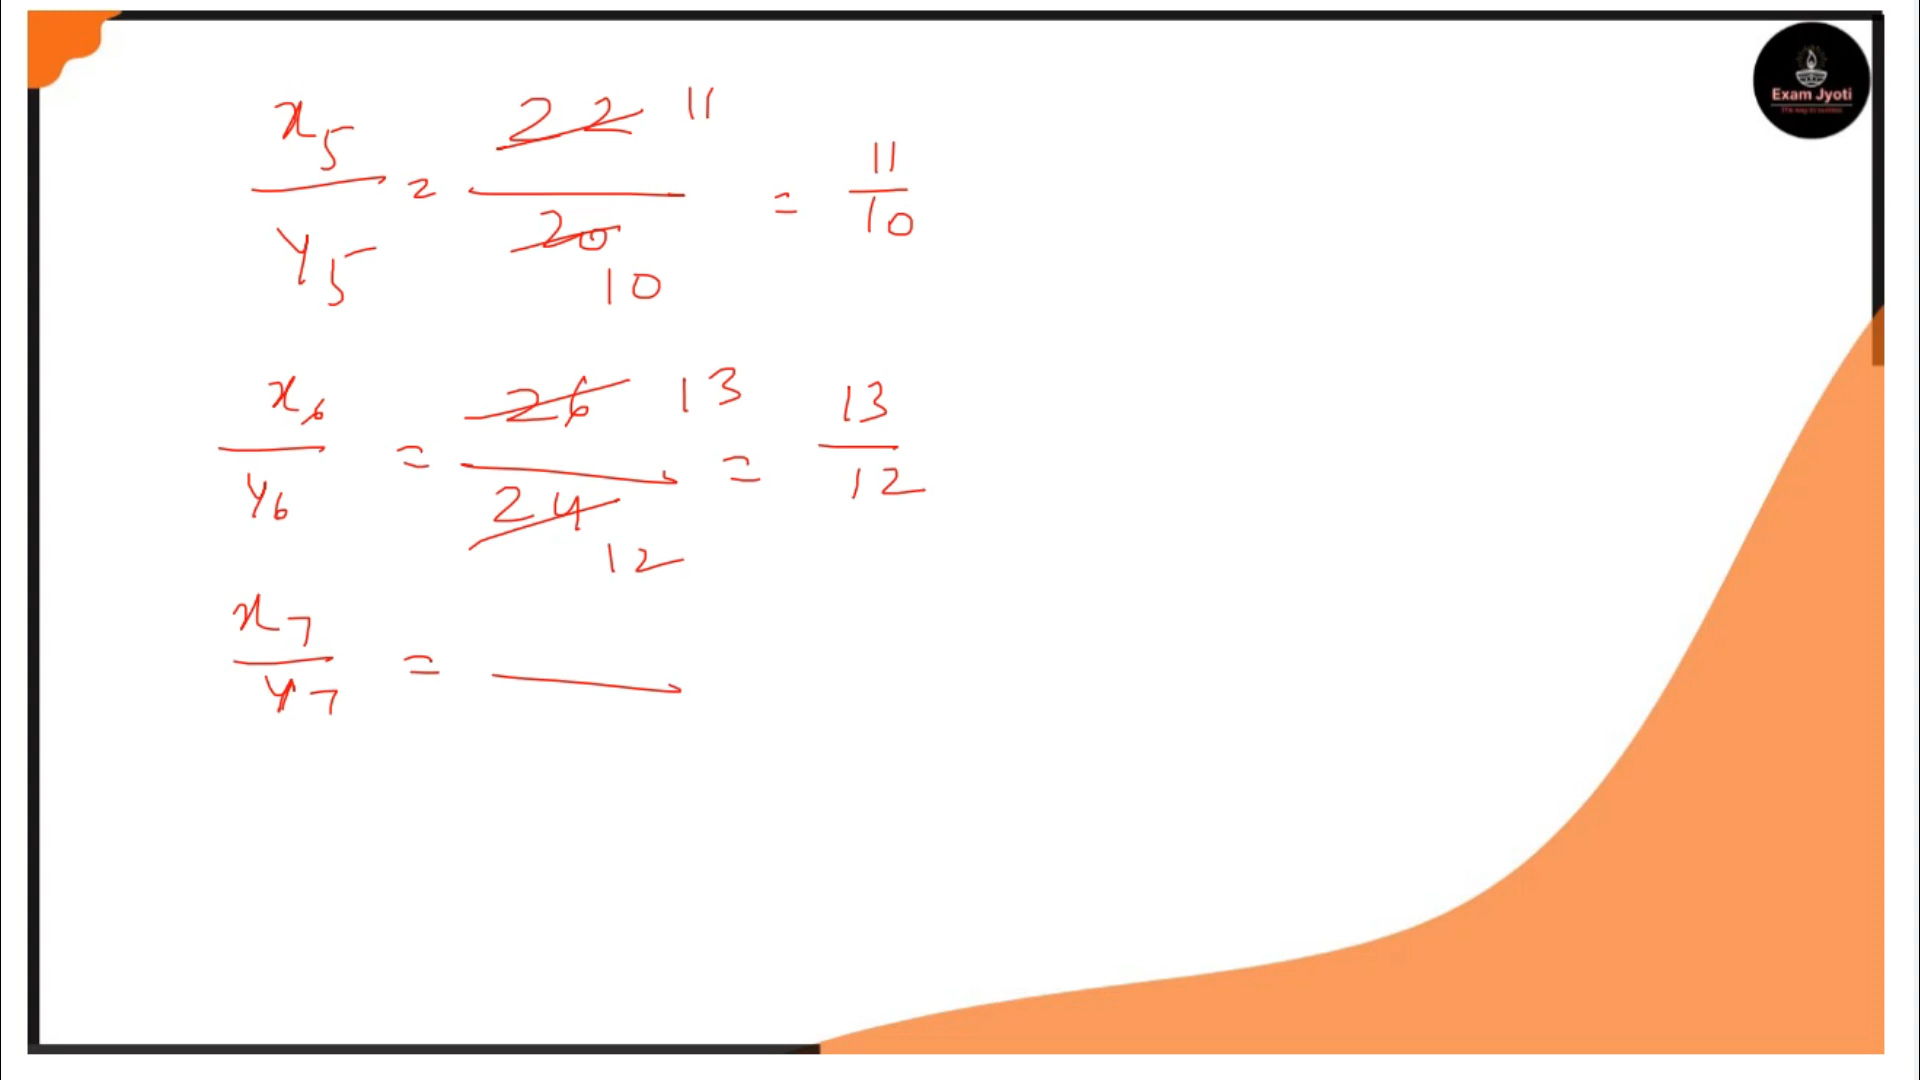 x5/y5 = 22/20 11/10 = 11/10
x6/y6 = 26/24 13/12 = 13/12
x7/y7 =
Exam Jyoti